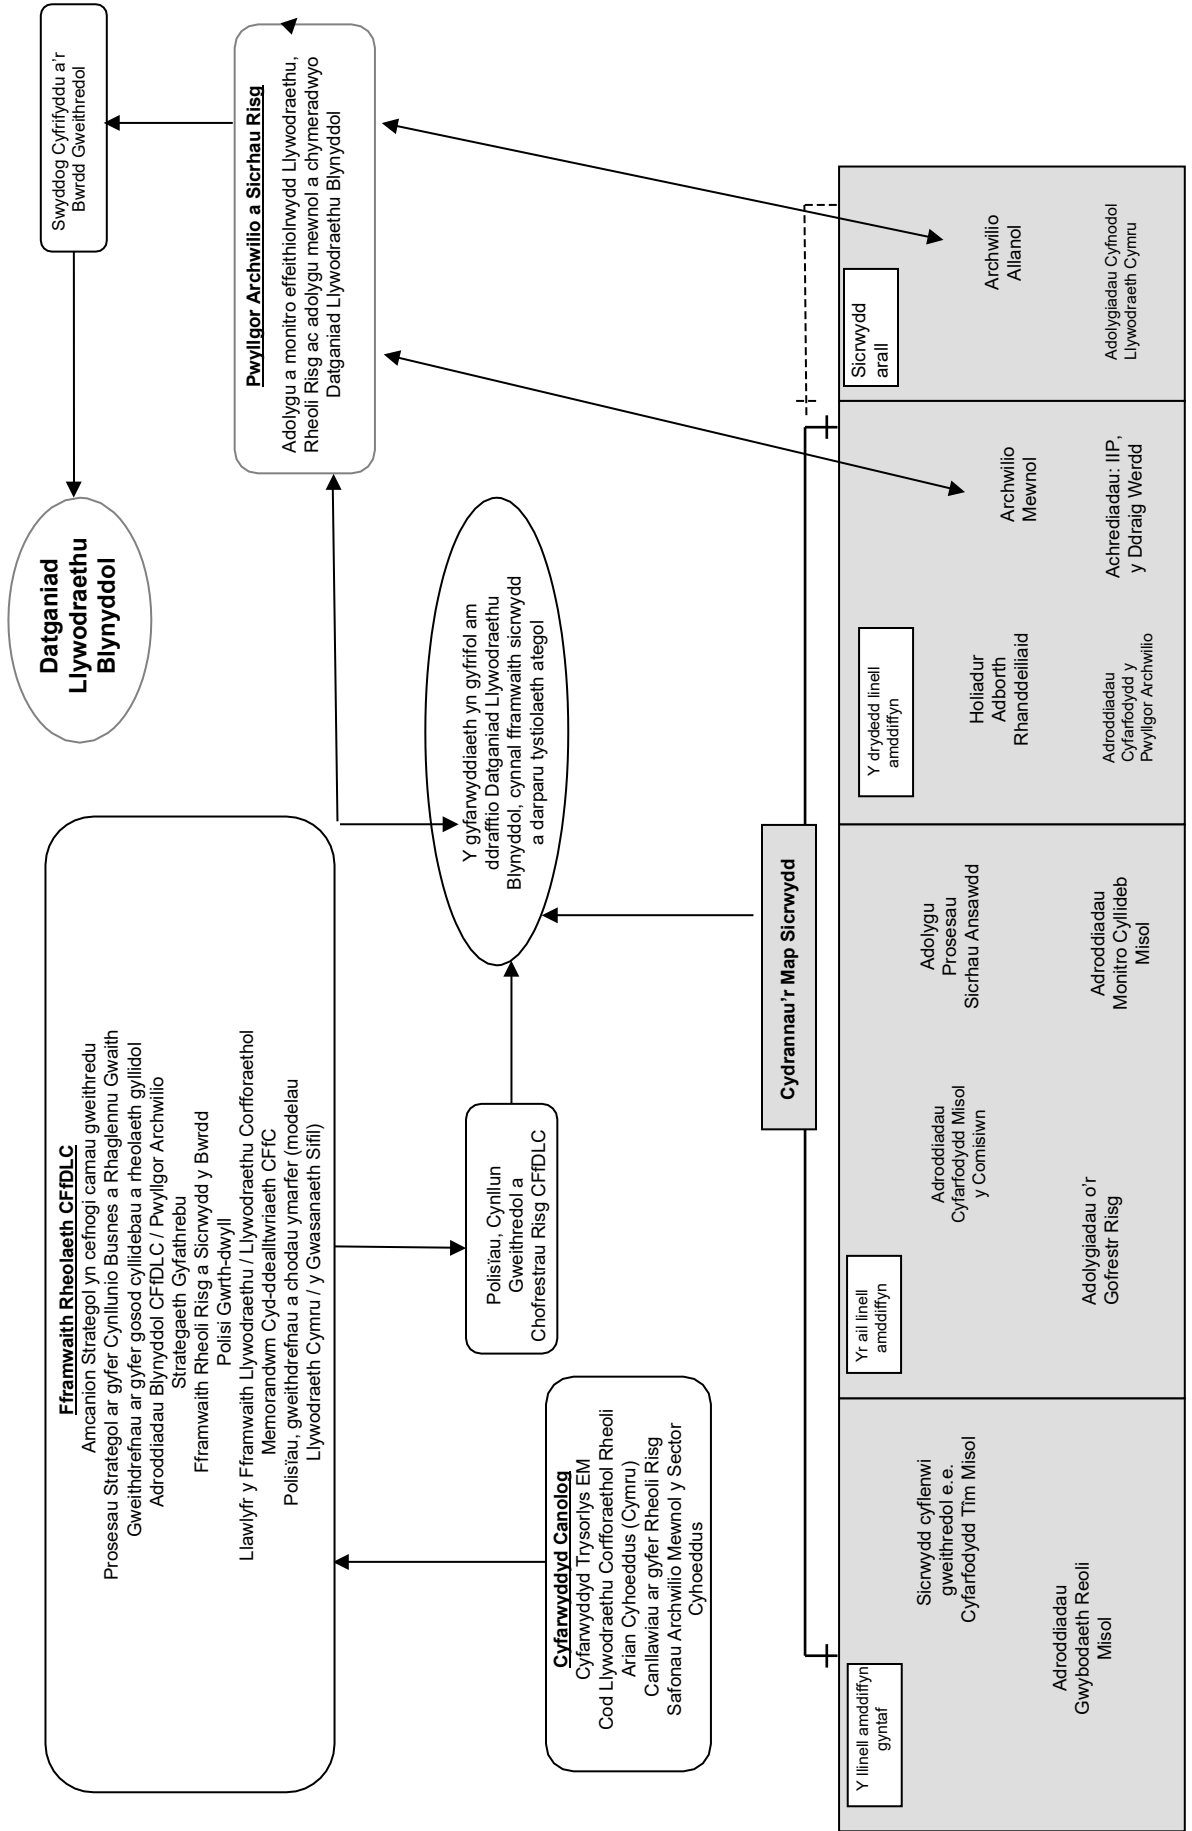 Fframwaith Rheolaeth CFfDLC
Amcanion Strategol yn cefnogi camau gweithredu
Prosesau Strategol ar gyfer Cynllunio Busnes a Rhaglennu Gwaith
Gweithdrefnau ar gyfer gosod cyllidebau a rheolaeth gyllidol
Adroddiadau Blynyddol CFfDLC / Pwyllgor Archwilio
Strategaeth Gyfathrebu
Fframwaith Rheoli Risg a Sicrwydd y Bwrdd
Polisi Gwrth-dwyll
Llawlyfr y Fframwaith Llywodraethu / Llywodraethu Corfforaethol
Memorandwm Cyd-ddealltwriaeth CFfC
Polisïau, gweithdrefnau a chodau ymarfer (modelau
Llywodraeth Cymru / y Gwasanaeth Sifil)
Datganiad
Llywodraethu
Blynyddol
Swyddog Cyfrifyddu a'r
Bwrdd Gweithredol
Pwyllgor Archwilio a Sicrhau Risg
Adolygu a monitro effeithiolrwydd Llywodraethu,
Rheoli Risg ac adolygu mewnol a chymeradwyo
Datganiad Llywodraethu Blynyddol
Cyfarwyddyd Canolog
Cyfarwyddyd Trysorlys EM
Cod Llywodraethu Corfforaethol Rheoli
Arian Cyhoeddus (Cymru)
Canllawiau ar gyfer Rheoli Risg
Safonau Archwilio Mewnol y Sector
Cyhoeddus
Polisïau, Cynllun
Gweithredol a
Chofrestrau Risg CFfDLC
Y gyfarwyddiaeth yn gyfrifol am
ddrafftio Datganiad Llywodraethu
Blynyddol, cynnal fframwaith sicrwydd
a darparu tystiolaeth ategol
Cydrannau'r Map Sicrwydd
Y llinell amddiffyn
gyntaf
Sicrwydd cyflenwi
gweithredol e.e.
Cyfarfodydd Tîm Misol
Adroddiadau
Gwybodaeth Reoli
Misol
Yr ail linell
amddiffyn
Adroddiadau
Cyfarfodydd Misol
y Comisiwn
Adolygu
Prosesau
Sicrhau Ansawdd
Adolygiadau o'r
Gofrestr Risg
Adroddiadau
Monitro Cyllideb
Misol
Y drydedd linell
amddiffyn
Holiadur
Adborth
Rhanddeiliaid
Archwilio
Mewnol
Adroddiadau
Cyfarfodydd y
Pwyllgor Archwilio
Achrediadau: IIP,
y Ddraig Werdd
Sicrwydd
arall
Archwilio
Allanol
Adolygiadau Cyfnodol
Llywodraeth Cymru